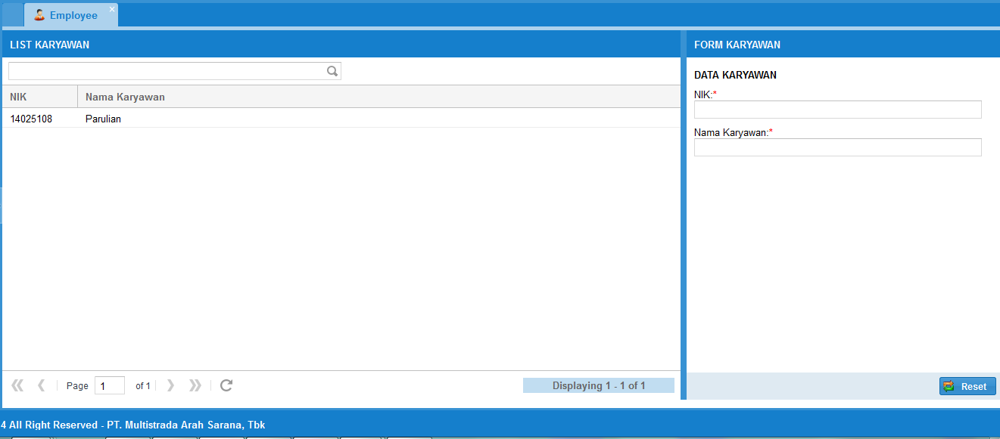 Employee
LIST KARYAWAN
NIK Nama Karyawan
14025108 Parulian
Page 1 of 1
Displaying 1 - 1 of 1
FORM KARYAWAN
DATA KARYAWAN
NIK:*
Nama Karyawan:*
Reset
4 All Right Reserved - PT. Multistrada Arah Sarana, Tbk